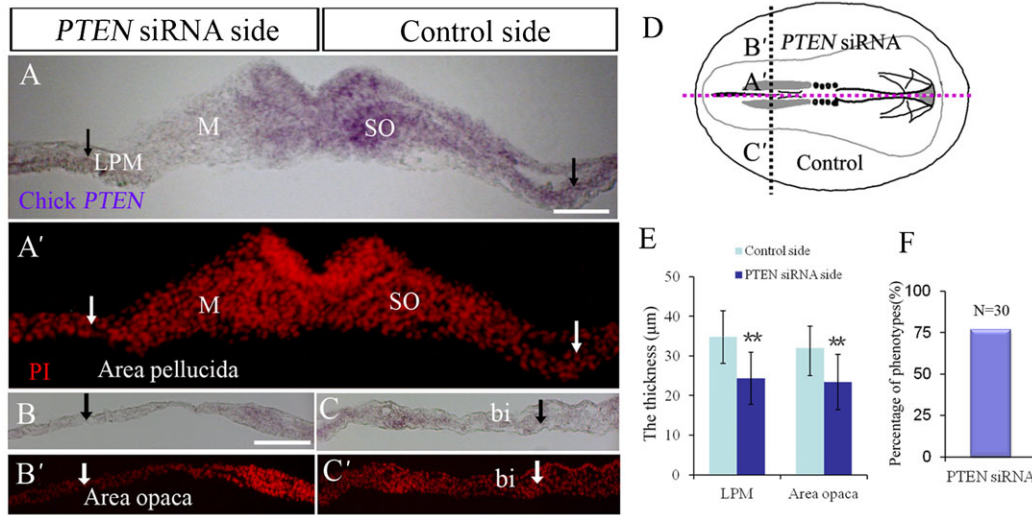 PTEN siRNA side
Control side
A
M
SO
LPM
Chick PTEN
A′
M
SO
PI
Area pellucida
B
C
bi
B′
Area opaca
C′
bi
D
B′
PTEN siRNA
A′
C′
Control
E
Control side
PTEN siRNA side
The thickness (μm)
50
40
30
20
10
0
**
**
LPM
Area opaca
F
Percentage of phenotypes(%)
100
75
50
25
0
N=30
PTEN siRNA